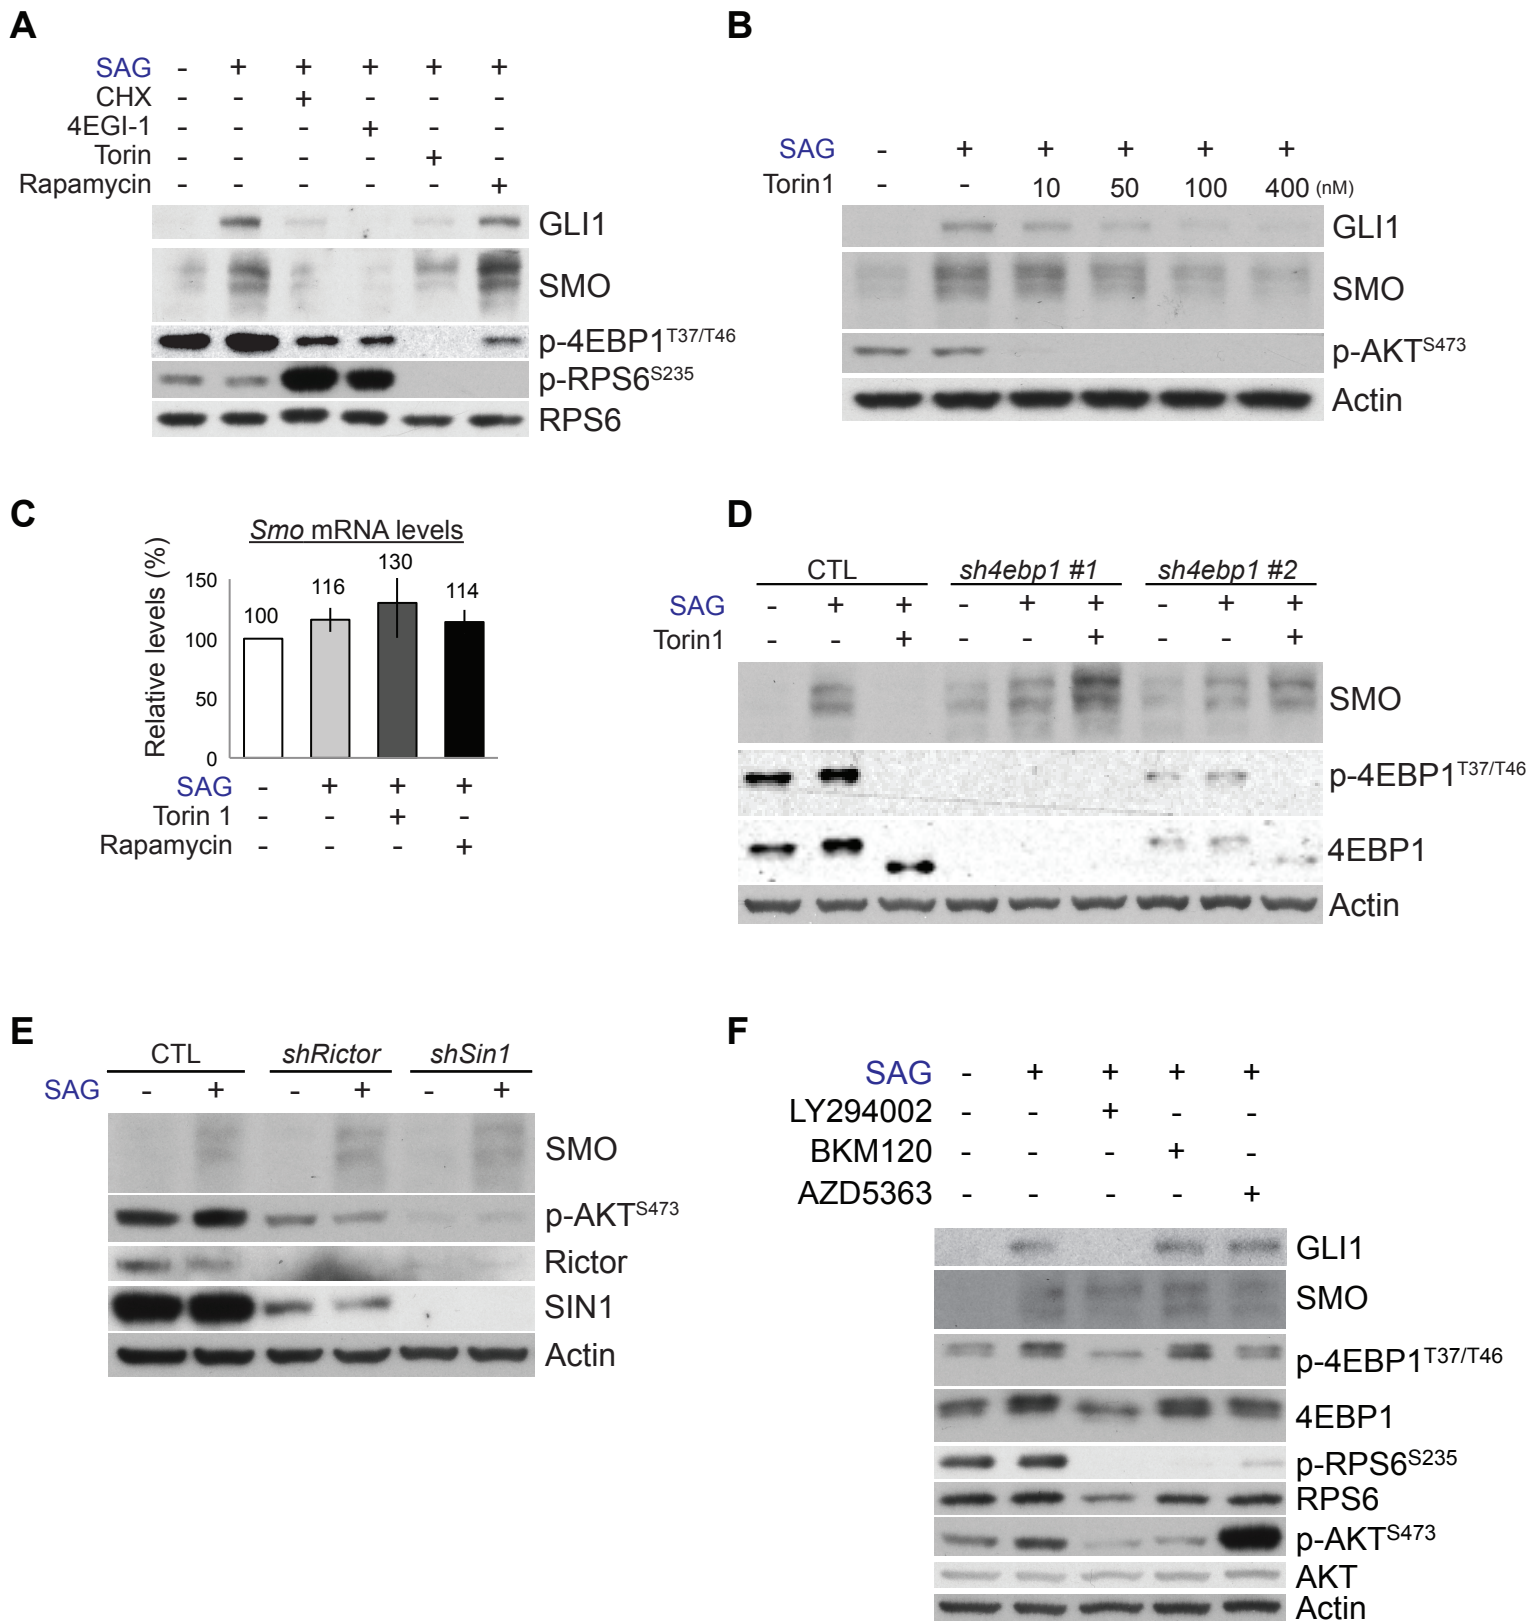 A
SAG - + + + + +
CHX - - + - - -
4EGI-1 - - - + - -
Torin - - - - + -
Rapamycin - - - - - +
GLI1
SMO
p-4EBP1T37/T46
p-RPS6S235
RPS6
B
SAG - + + + + +
Torin1 - - 10 50 100 400 (nM)
GLI1
SMO
p-AKTS473
Actin
C
Smo mRNA levels
Relative levels (%)
150
100
50
0
100 116 130 114
SAG - + + +
Torin 1 - - + -
Rapamycin - - - +
D
CTL sh4ebp1 #1 sh4ebp1 #2
SAG - + + - + + - + +
Torin1 - - + - - + - - +
SMO
p-4EBP1T37/T46
4EBP1
Actin
E
CTL shRictor shSin1
SAG - + - + - +
SMO
p-AKTS473
Rictor
SIN1
Actin
F
SAG - + + + +
LY294002 - - + - -
BKM120 - - - + -
AZD5363 - - - - +
GLI1
SMO
p-4EBP1T37/T46
4EBP1
p-RPS6S235
RPS6
p-AKTS473
AKT
Actin